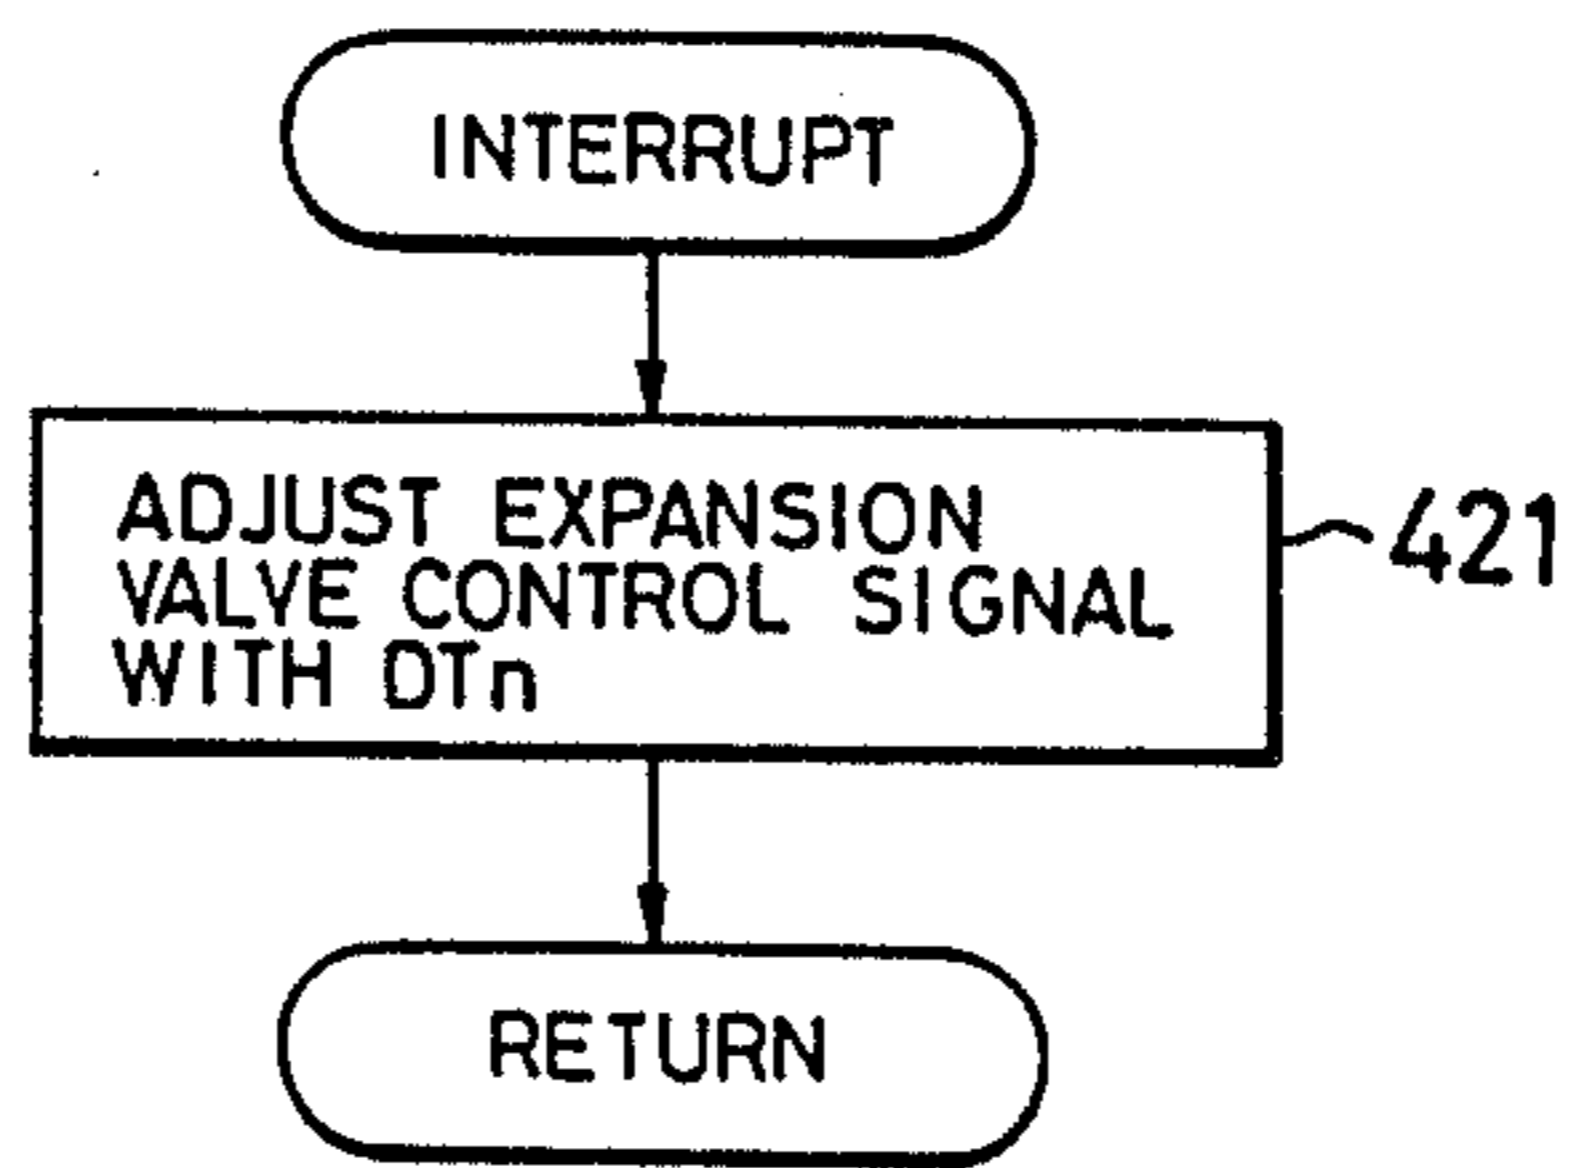 INTERRUPT
ADJUST EXPANSION
VALVE CONTROL SIGNAL
WITH DTn
421
RETURN